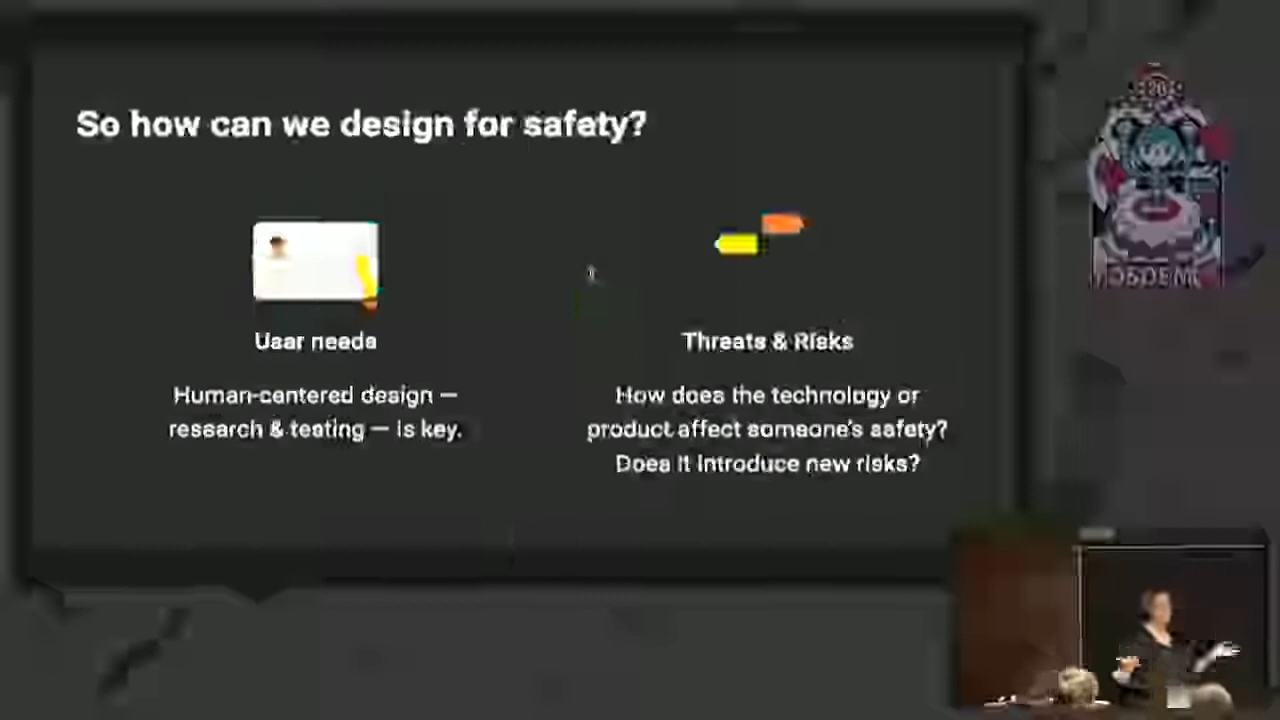 So how can we design for safety?
User needs
Human-centered design —
research & testing — is key.
Threats & Risks
How does the technology or
product affect someone's safety?
Does it introduce new risks?